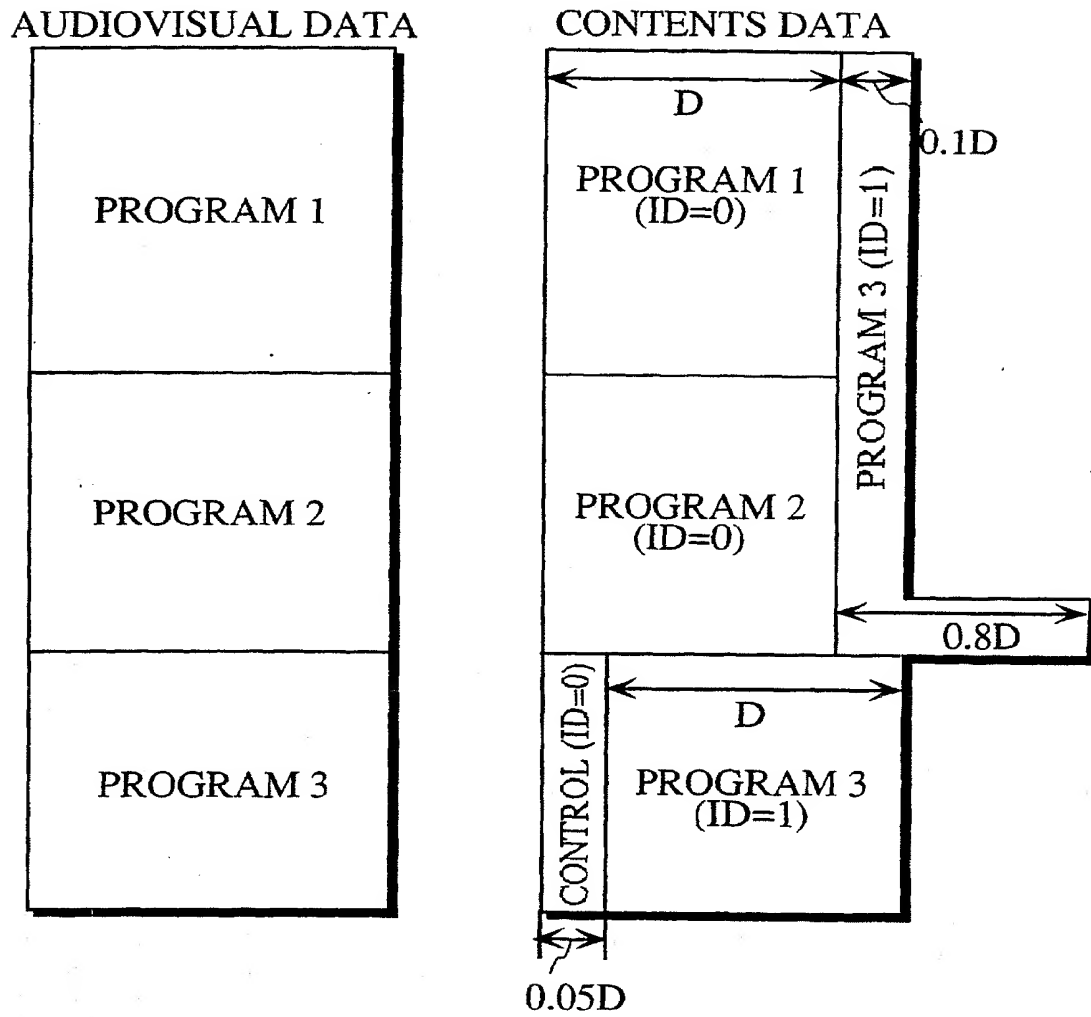 AUDIOVISUAL DATA
PROGRAM 1
PROGRAM 2
PROGRAM 3
CONTENTS DATA
D
0.1D
PROGRAM 1
(ID=0)
PROGRAM 3 (ID=1)
PROGRAM 2
(ID=0)
0.8D
CONTROL (ID=0)
D
PROGRAM 3
(ID=1)
0.05D